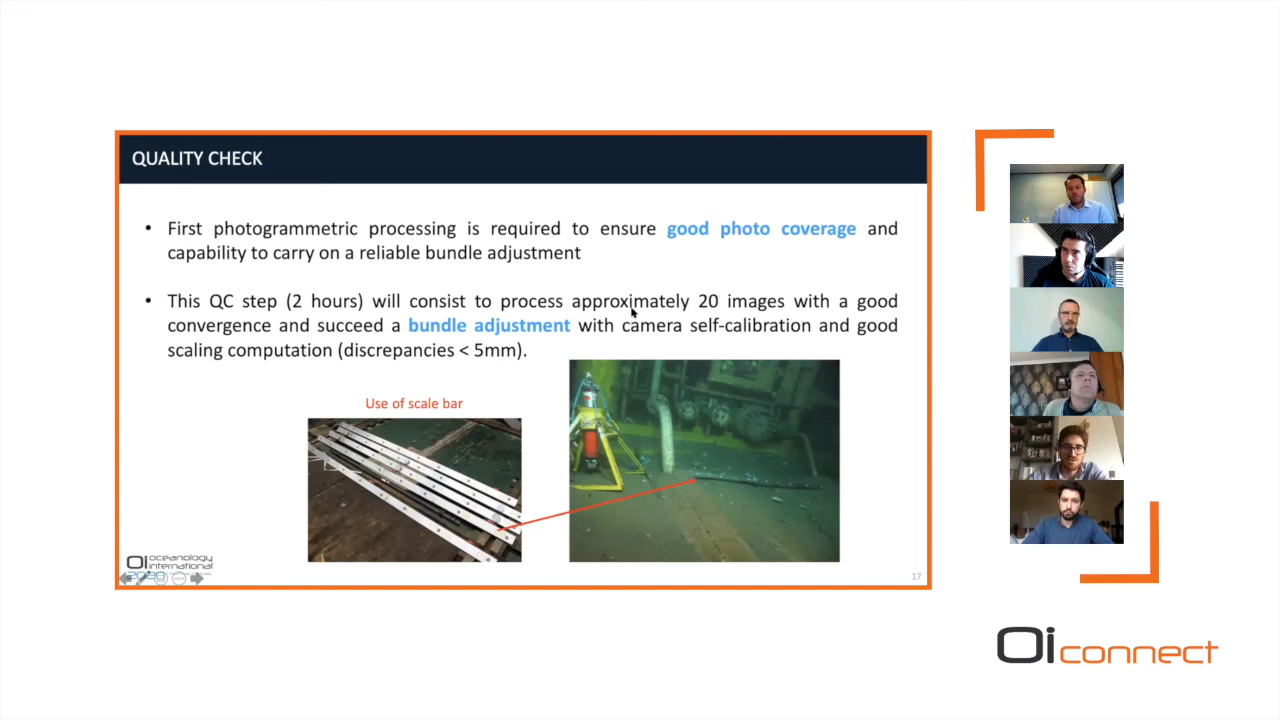 QUALITY CHECK
• First photogrammetric processing is required to ensure good photo coverage and
capability to carry on a reliable bundle adjustment
• This QC step (2 hours) will consist to process approximately 20 images with a good
convergence and succeed a bundle adjustment with camera self-calibration and good
scaling computation (discrepancies < 5mm).
Use of scale bar
Oi oceanology
international
17
Oi connect